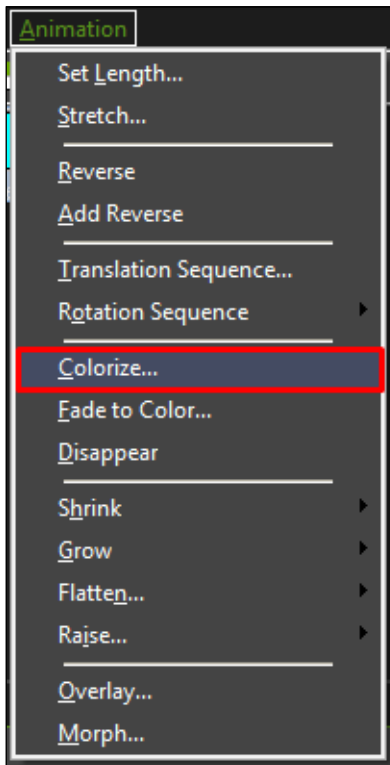 Animation
Set Length...
Stretch...
Reverse
Add Reverse
Translation Sequence...
Rotation Sequence
Colorize...
Fade to Color...
Disappear
Shrink
Grow
Flatten...
Raise...
Overlay...
Morph...